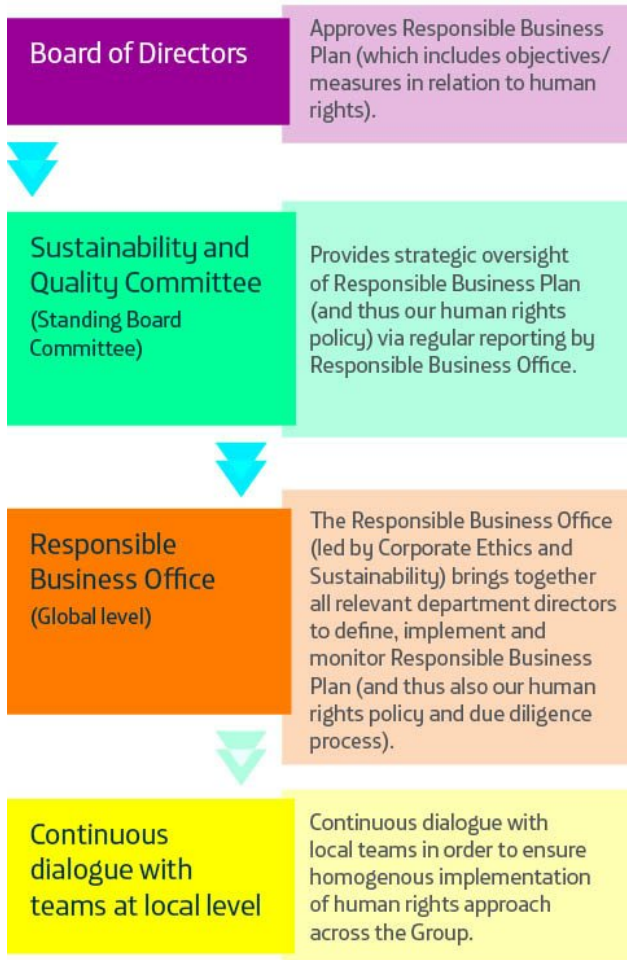 Board of Directors
Approves Responsible Business
Plan (which includes objectives/
measures in relation to human
rights).
Sustainability and
Quality Committee
(Standing Board
Committee)
Provides strategic oversight
of Responsible Business Plan
(and thus our human rights
policy) via regular reporting by
Responsible Business Office.
Responsible
Business Office
(Global level)
The Responsible Business Office
(led by Corporate Ethics and
Sustainability) brings together
all relevant department directors
to define, implement and
monitor Responsible Business
Plan (and thus also our human
rights policy and due diligence
process).
Continuous
dialogue with
teams at local level
Continuous dialogue with
local teams in order to ensure
homogenous implementation
of human rights approach
across the Group.